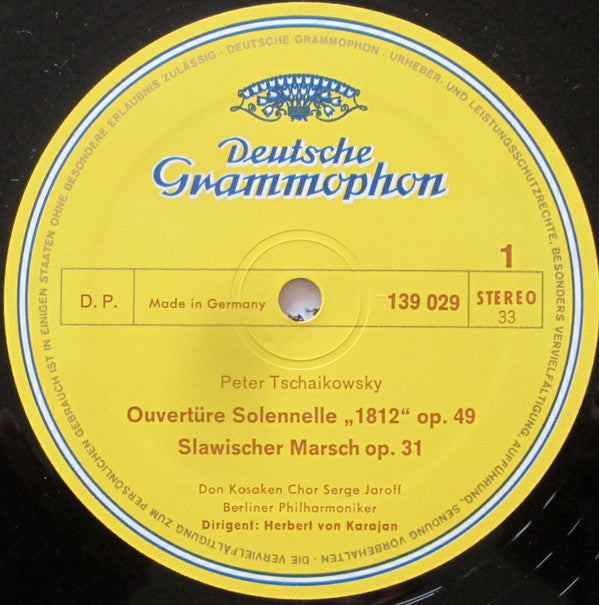 DEUTSCHE GRAMMOPHON · URHEBER- UND LEISTUNGSSCHUTZRECHTE, BESONDERS VERVIELFÄLTIGUNG, AUFFÜHRUNG, SENDUNG VORBEHALTEN · DIE VERVIELFÄLTIGUNG ZUM PERSÖNLICHEN GEBRAUCH IST IN EINIGEN STAATEN OHNE BESONDERE ERLAUBNIS ZULÄSSIG ·
Deutsche
Grammophon
1
D. P. Made in Germany 139 029 STEREO
33
Peter Tschaikowsky
Ouvertüre Solennelle „1812“ op. 49
Slawischer Marsch op. 31
Don Kosaken Chor Serge Jaroff
Berliner Philharmoniker
Dirigent: Herbert von Karajan